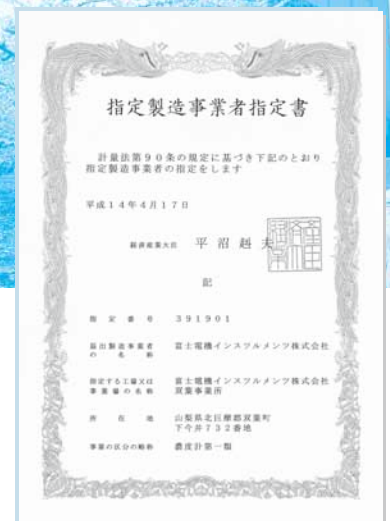 指定製造事業者指定書
計量法第90条の規定に基づき下記のとおり
指定製造事業者の指定をします
平成14年4月17日
経済産業大臣 平沼赳夫
記
指定番号 391901
届出製造事業者 富士電機インスツルメンツ株式会社
の名称
指定する工場又は 富士電機インスツルメンツ株式会社
事業場の名称 双葉事業所
所在地 山梨県北巨摩郡双葉町
下今井732番地
事業の区分の略称 濃度計第一類